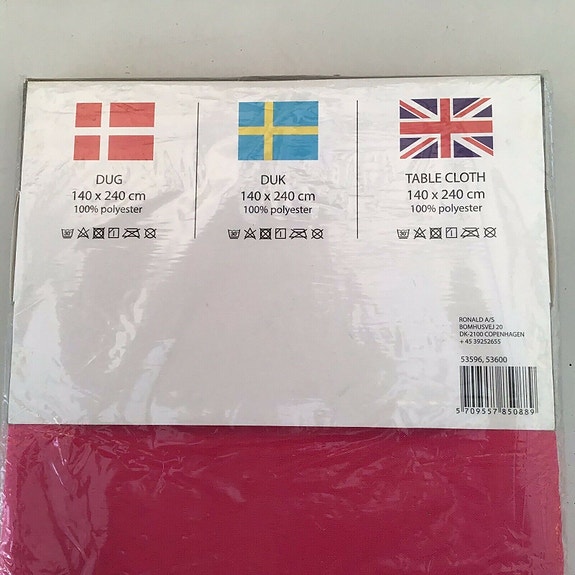 DUG
140 x 240 cm
100% polyester
DUK
140 x 240 cm
100% polyester
TABLE CLOTH
140 x 240 cm
100% polyester
RONALD A/S
BOMHUSVEJ 20
DK-2100 COPENHAGEN
+ 45 39252655
53596, 53600
5 709557 850889